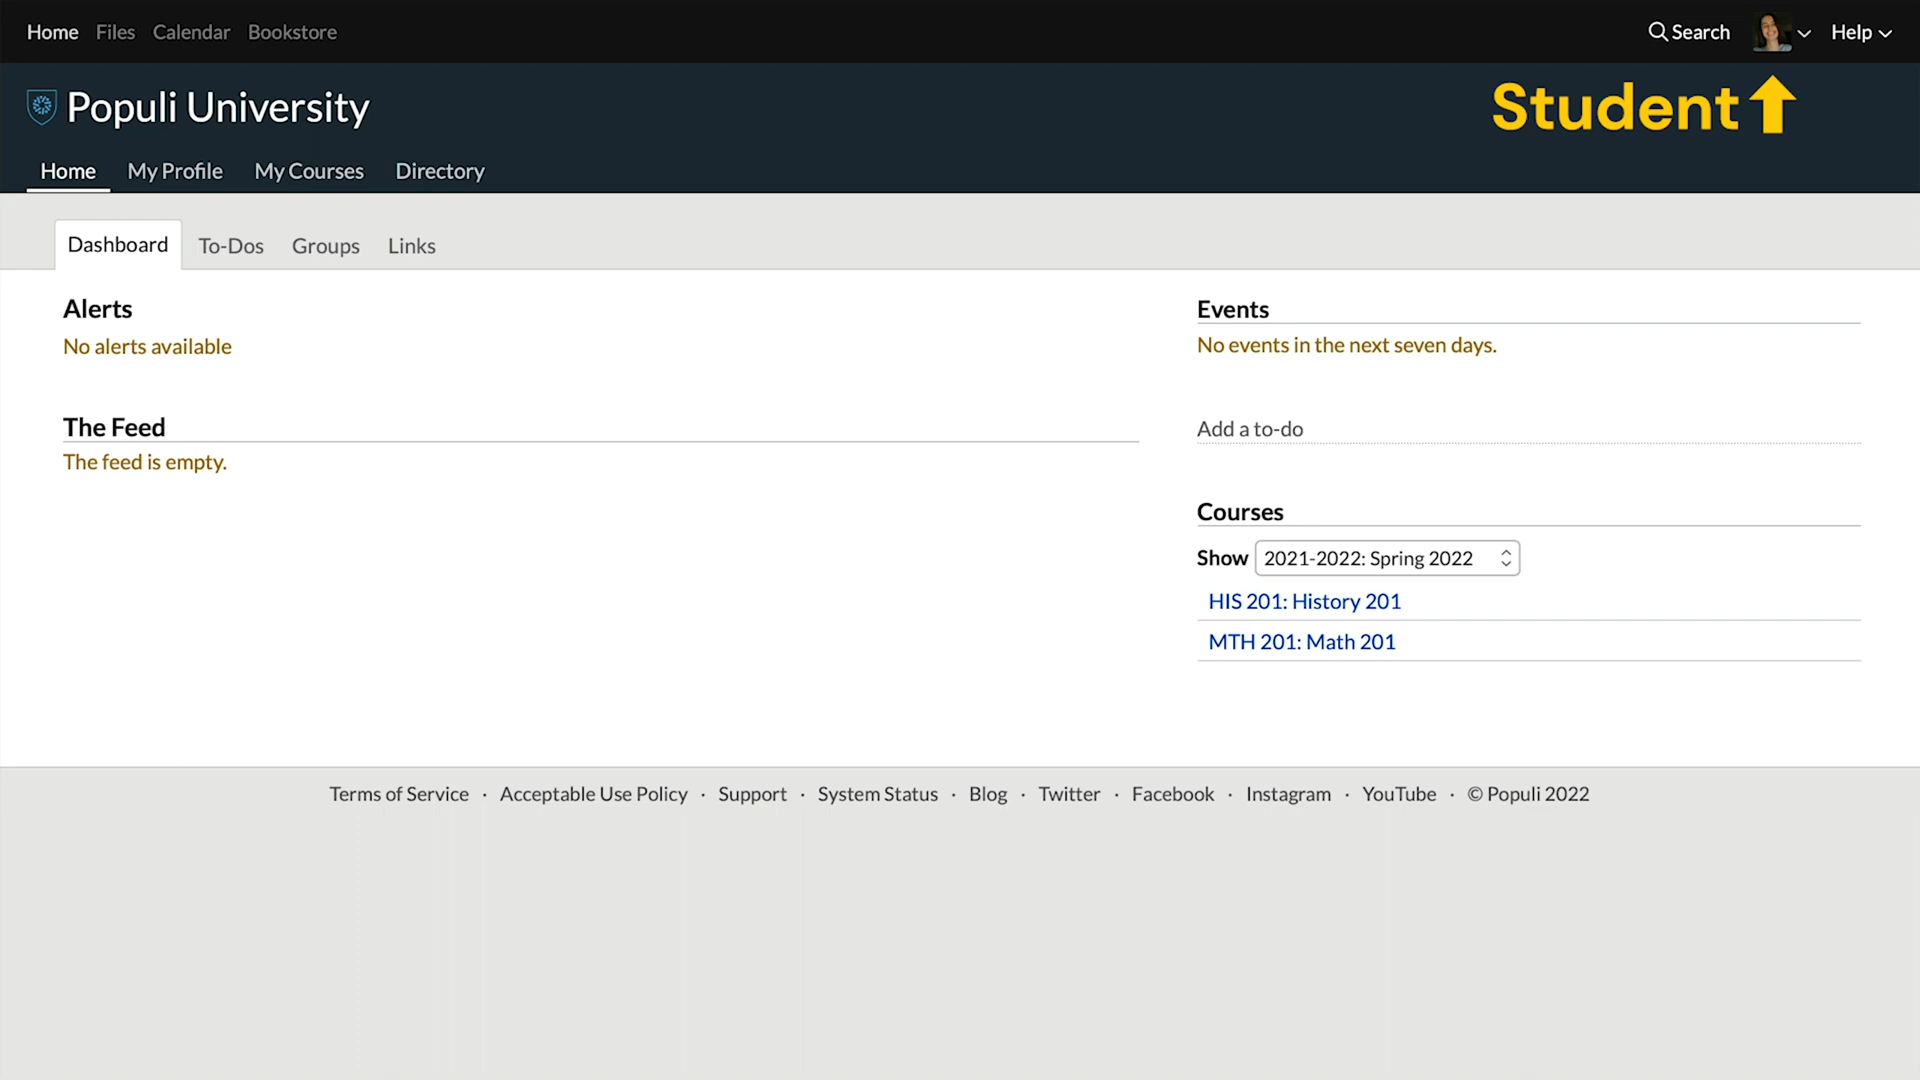 Home Files Calendar Bookstore Search Help
Populi University Student
Home My Profile My Courses Directory
Dashboard To-Dos Groups Links
Alerts
No alerts available
The Feed
The feed is empty.
Events
No events in the next seven days.
Add a to-do
Courses
Show 2021-2022: Spring 2022
HIS 201: History 201
MTH 201: Math 201
Terms of Service · Acceptable Use Policy · Support · System Status · Blog · Twitter · Facebook · Instagram · YouTube · © Populi 2022